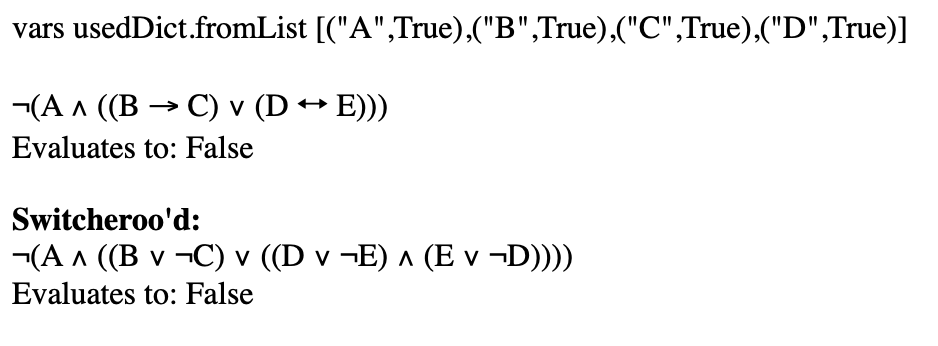 vars usedDict.fromList [("A",True),("B",True),("C",True),("D",True)]
¬(A ∧ ((B → C) ∨ (D ↔ E)))
Evaluates to: False
Switcheroo'd:
¬(A ∧ ((B ∨ ¬C) ∨ ((D ∨ ¬E) ∧ (E ∨ ¬D))))
Evaluates to: False